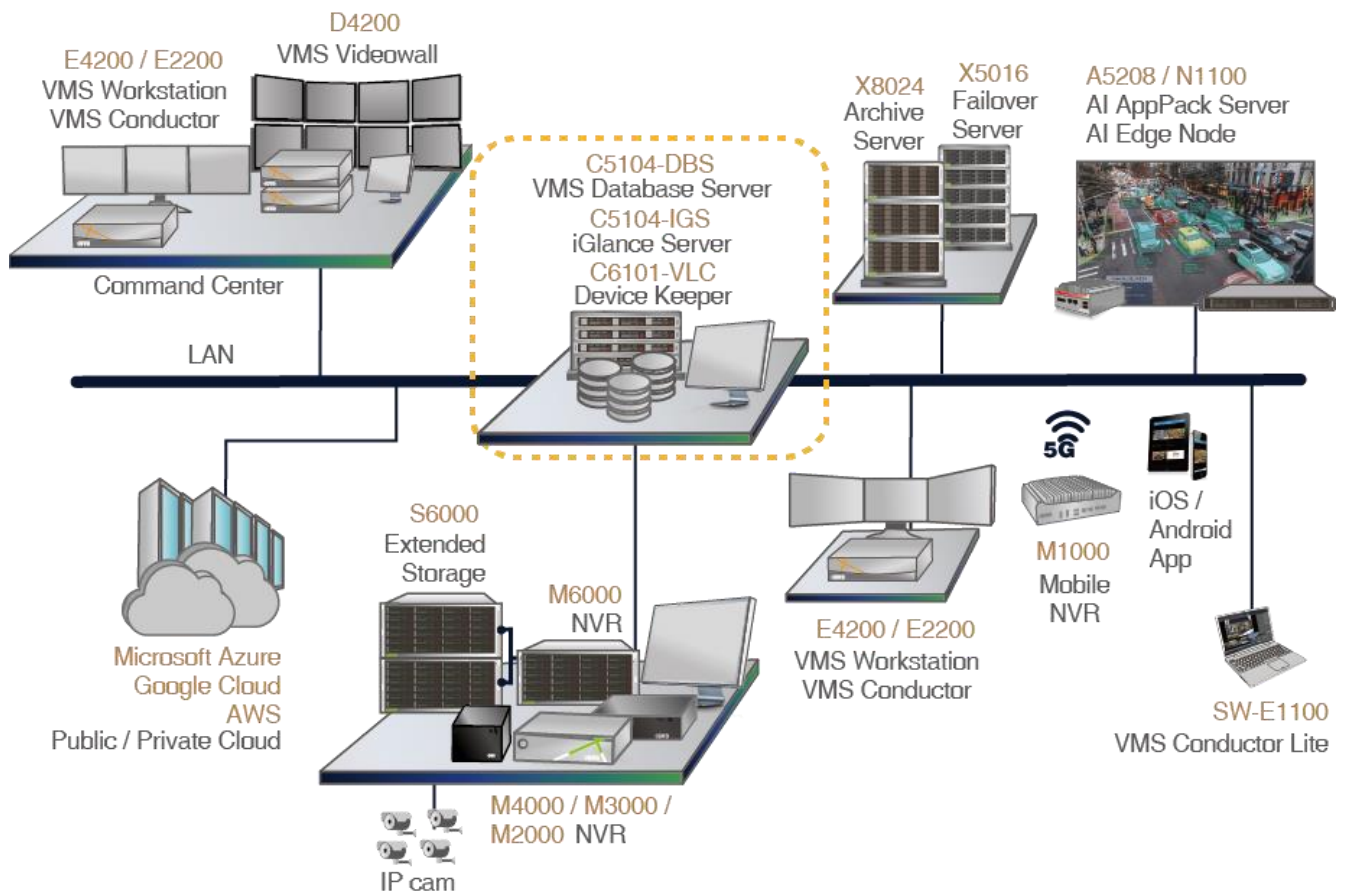 D4200
VMS Videowall
E4200 / E2200
VMS Workstation
VMS Conductor
Command Center
LAN
C5104-DBS
VMS Database Server
C5104-IGS
iGlance Server
C6101-VLC
Device Keeper
X8024
Archive
Server
X5016
Failover
Server
A5208 / N1100
AI AppPack Server
AI Edge Node
Microsoft Azure
Google Cloud
AWS
Public / Private Cloud
S6000
Extended
Storage
M6000
NVR
M4000 / M3000 /
M2000 NVR
IP cam
E4200 / E2200
VMS Workstation
VMS Conductor
5G
M1000
Mobile
NVR
iOS /
Android
App
SW-E1100
VMS Conductor Lite